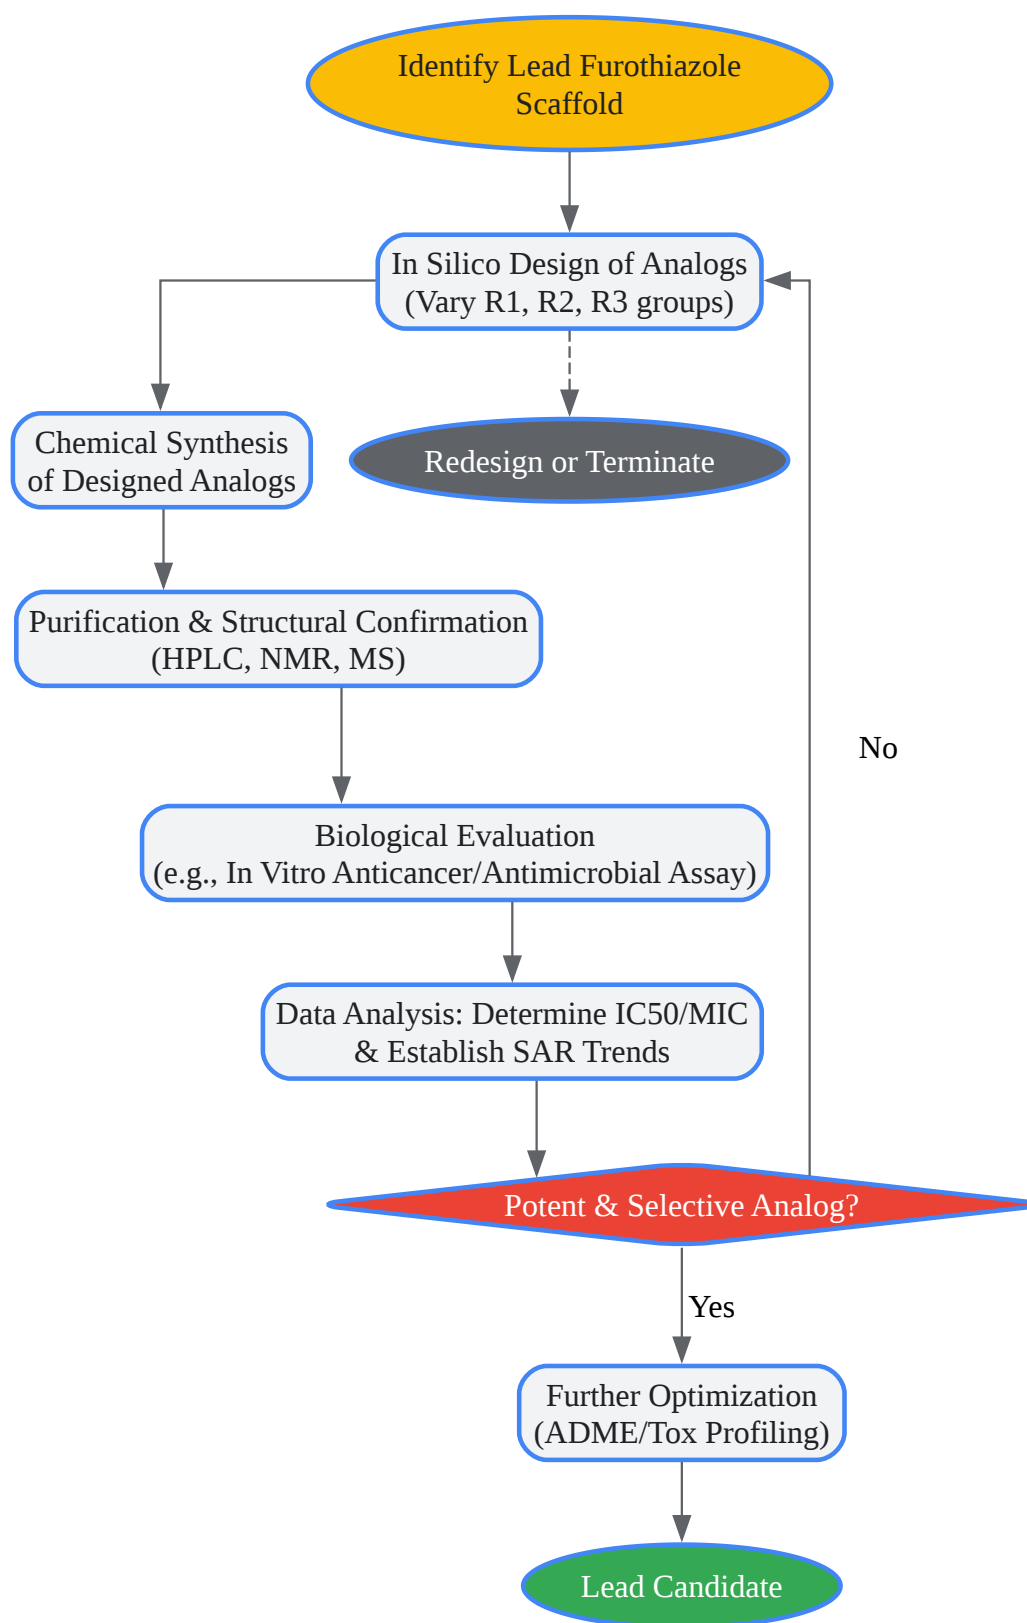 Identify Lead Furothiazole
Scaffold
In Silico Design of Analogs
(Vary R1, R2, R3 groups)
Chemical Synthesis
of Designed Analogs
Redesign or Terminate
Purification & Structural Confirmation
(HPLC, NMR, MS)
No
Biological Evaluation
(e.g., In Vitro Anticancer/Antimicrobial Assay)
Data Analysis: Determine IC50/MIC
& Establish SAR Trends
Potent & Selective Analog?
Yes
Further Optimization
(ADME/Tox Profiling)
Lead Candidate